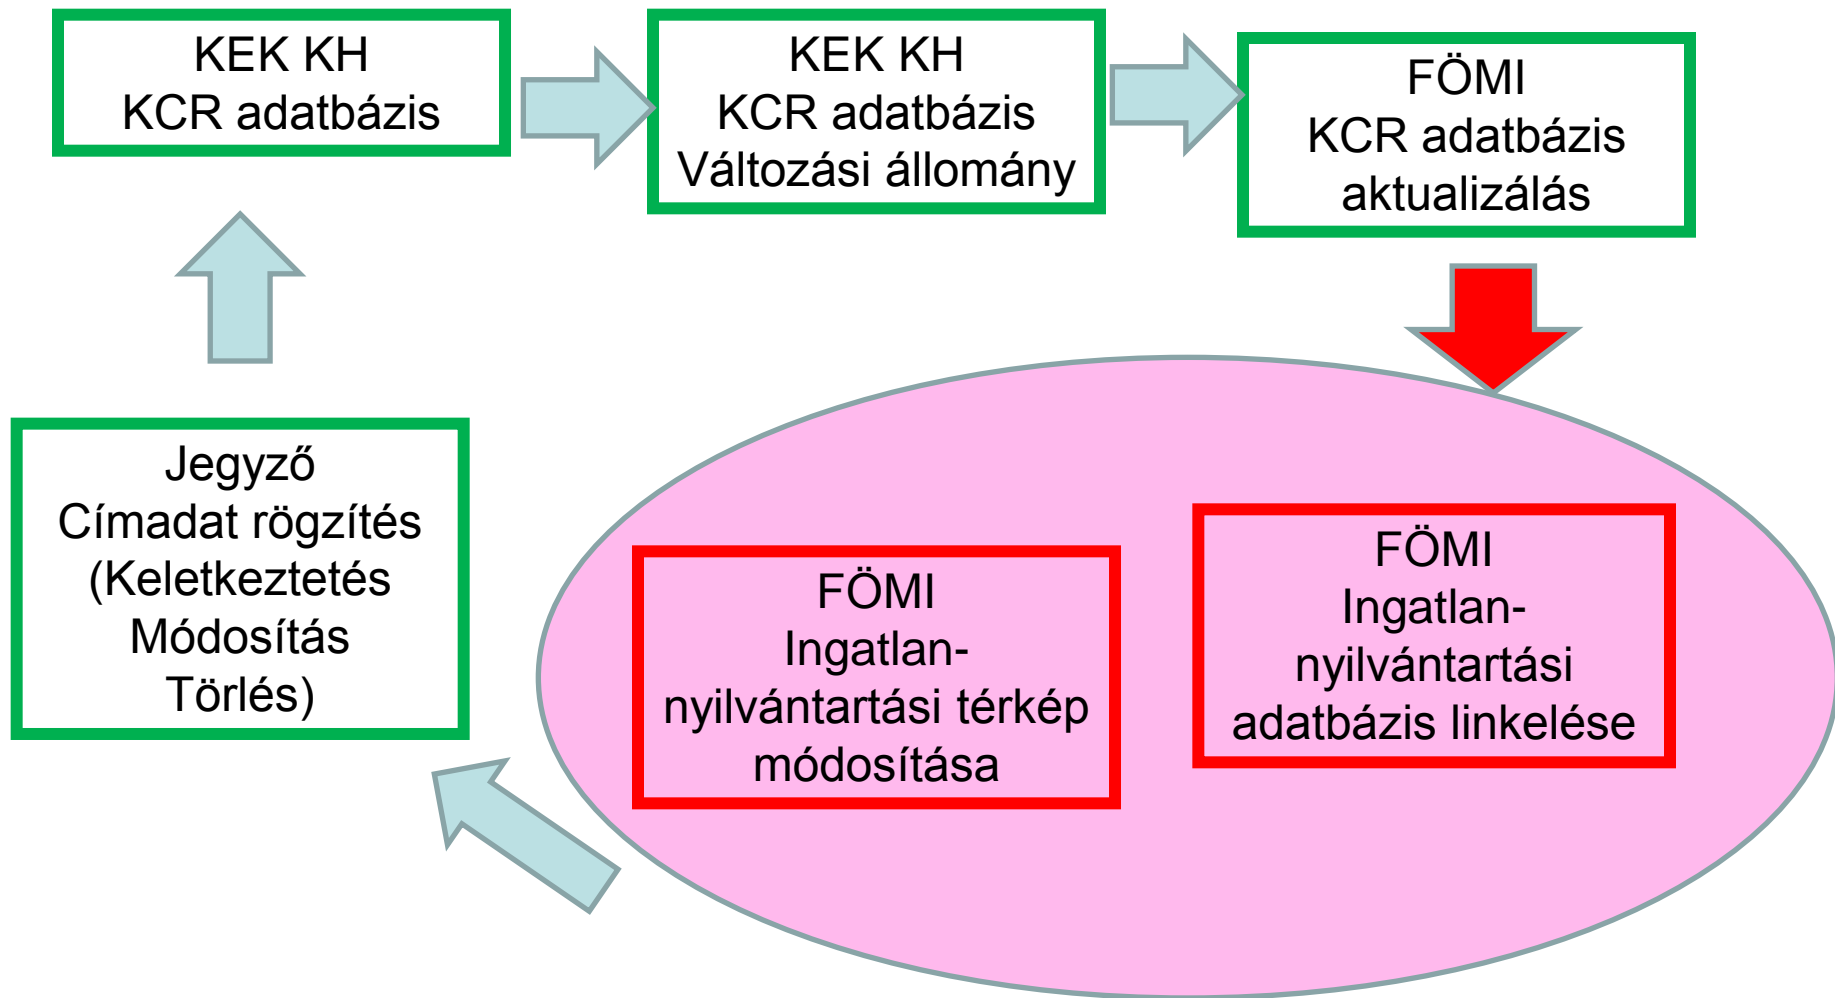 KEK KH
KCR adatbázis
KEK KH
KCR adatbázis
Változási állomány
FÖMI
KCR adatbázis
aktualizálás
Jegyző
Címadat rögzítés
(Keletkeztetés
Módosítás
Törlés)
FÖMI
Ingatlan-
nyilvántartási térkép
módosítása
FÖMI
Ingatlan-
nyilvántartási
adatbázis linkelése